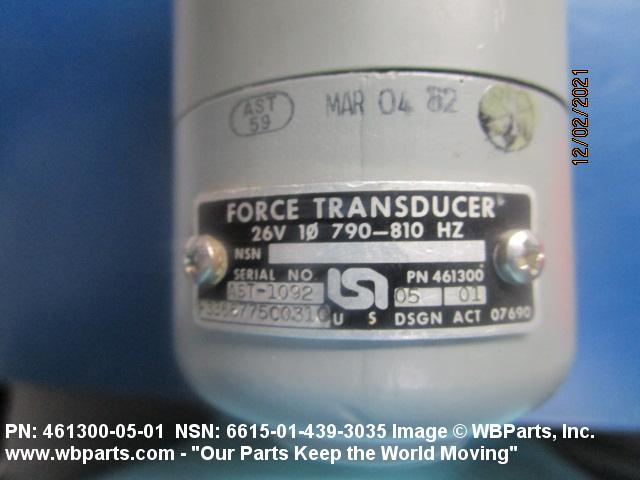 AST
59
MAR 04 82
12/02/2021
FORCE TRANSDUCER
26V 1Ø 790–810 HZ
NSN
SERIAL NO. PN 461300
AST-1092 05 01
U S DSGN ACT 07690
PN: 461300-05-01 NSN: 6615-01-439-3035 Image © WBParts, Inc.
www.wbparts.com - "Our Parts Keep the World Moving"